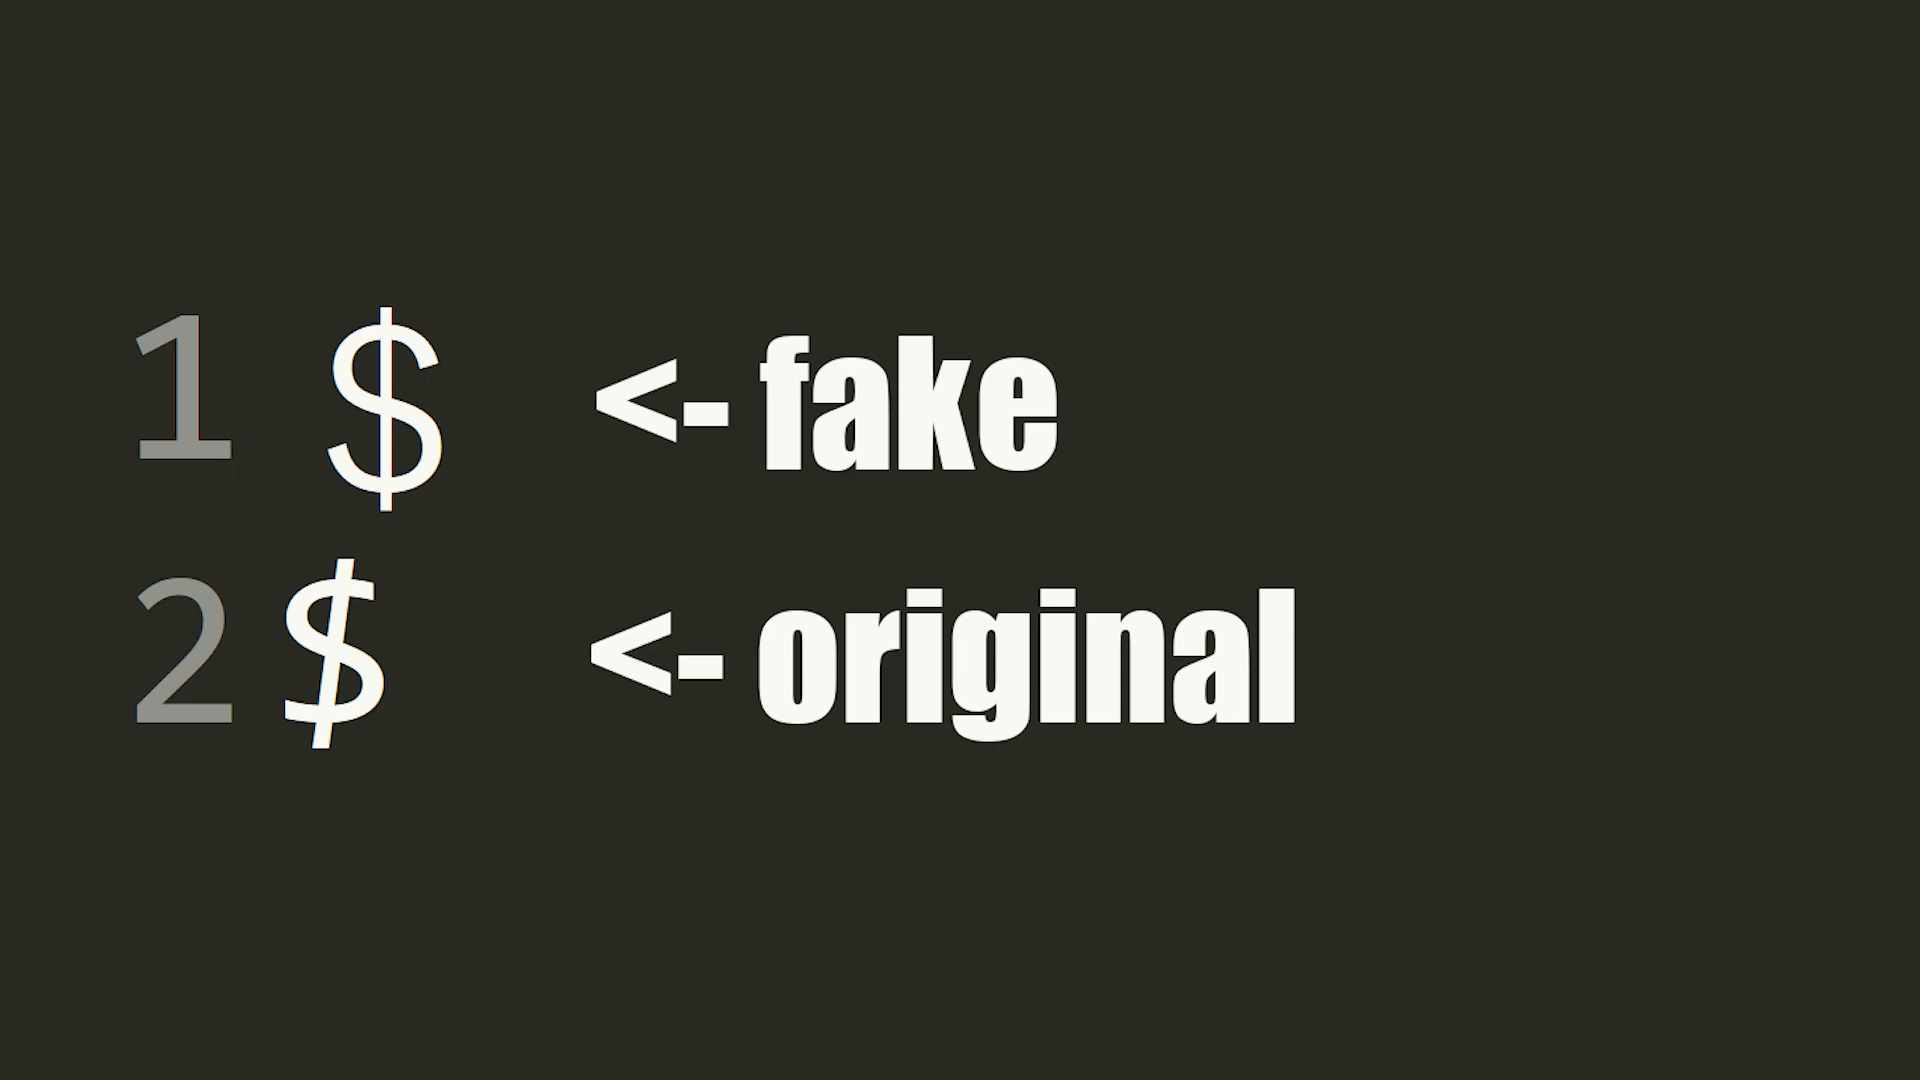 1 $ <- fake
2 $ <- original